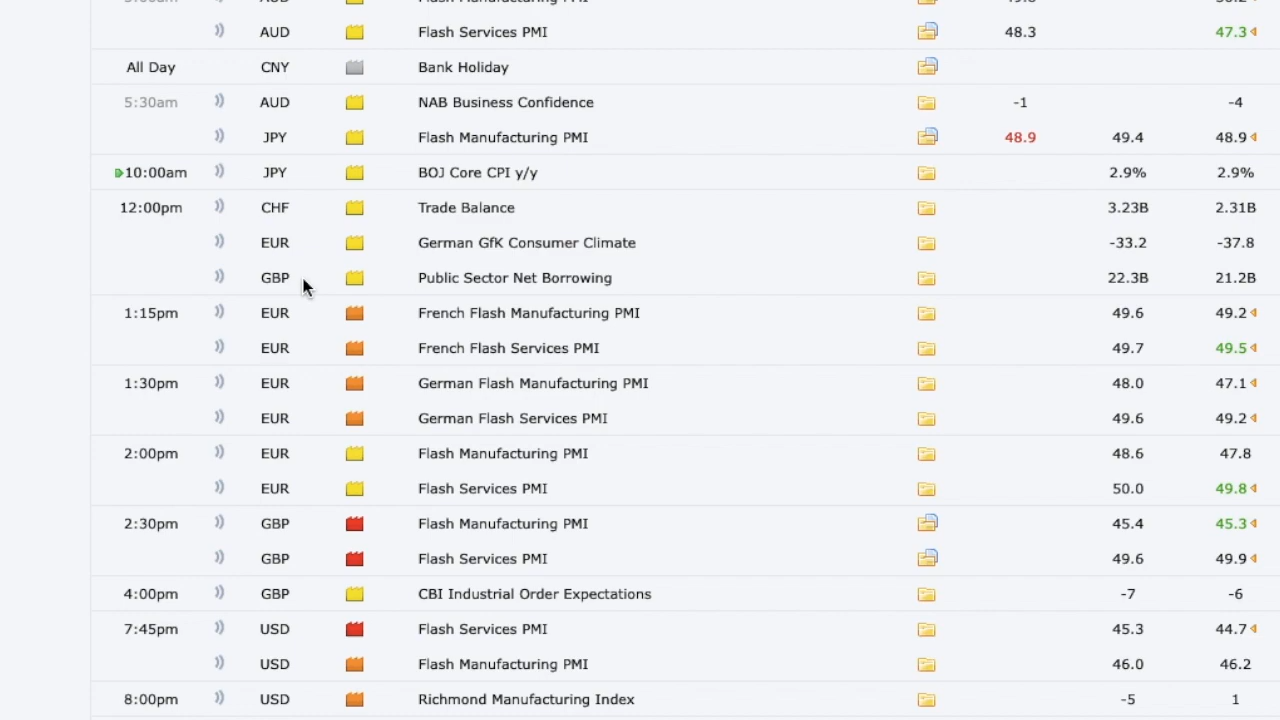 AUD Flash Services PMI 48.3 47.3
All Day CNY Bank Holiday
5:30am AUD NAB Business Confidence -1 -4
JPY Flash Manufacturing PMI 48.9 49.4 48.9
10:00am JPY BOJ Core CPI y/y 2.9% 2.9%
12:00pm CHF Trade Balance 3.23B 2.31B
EUR German GfK Consumer Climate -33.2 -37.8
GBP Public Sector Net Borrowing 22.3B 21.2B
1:15pm EUR French Flash Manufacturing PMI 49.6 49.2
EUR French Flash Services PMI 49.7 49.5
1:30pm EUR German Flash Manufacturing PMI 48.0 47.1
EUR German Flash Services PMI 49.6 49.2
2:00pm EUR Flash Manufacturing PMI 48.6 47.8
EUR Flash Services PMI 50.0 49.8
2:30pm GBP Flash Manufacturing PMI 45.4 45.3
GBP Flash Services PMI 49.6 49.9
4:00pm GBP CBI Industrial Order Expectations -7 -6
7:45pm USD Flash Services PMI 45.3 44.7
USD Flash Manufacturing PMI 46.0 46.2
8:00pm USD Richmond Manufacturing Index -5 1